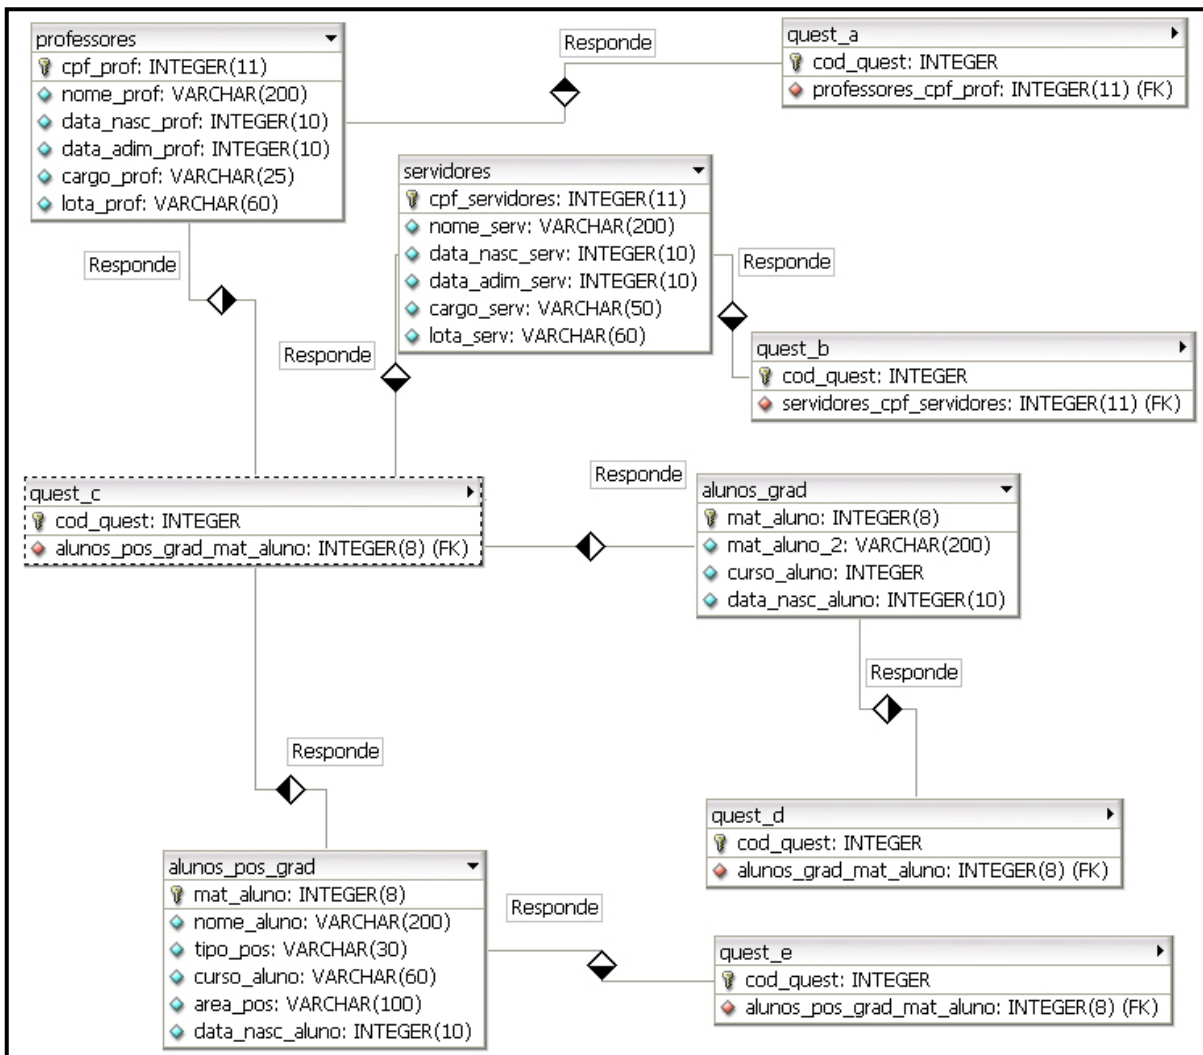 professores
cpf_prof: INTEGER(11)
nome_prof: VARCHAR(200)
data_nasc_prof: INTEGER(10)
data_adim_prof: INTEGER(10)
cargo_prof: VARCHAR(25)
lota_prof: VARCHAR(60)
Responde
quest_a
cod_quest: INTEGER
professores_cpf_prof: INTEGER(11) (FK)
servidores
cpf_servidores: INTEGER(11)
nome_serv: VARCHAR(200)
data_nasc_serv: INTEGER(10)
data_adim_serv: INTEGER(10)
cargo_serv: VARCHAR(50)
lota_serv: VARCHAR(60)
Responde
Responde
Responde
quest_b
cod_quest: INTEGER
servidores_cpf_servidores: INTEGER(11) (FK)
quest_c
cod_quest: INTEGER
alunos_pos_grad_mat_aluno: INTEGER(8) (FK)
Responde
alunos_grad
mat_aluno: INTEGER(8)
mat_aluno_2: VARCHAR(200)
curso_aluno: INTEGER
data_nasc_aluno: INTEGER(10)
Responde
Responde
quest_d
cod_quest: INTEGER
alunos_grad_mat_aluno: INTEGER(8) (FK)
alunos_pos_grad
mat_aluno: INTEGER(8)
nome_aluno: VARCHAR(200)
tipo_pos: VARCHAR(30)
curso_aluno: VARCHAR(60)
area_pos: VARCHAR(100)
data_nasc_aluno: INTEGER(10)
Responde
quest_e
cod_quest: INTEGER
alunos_pos_grad_mat_aluno: INTEGER(8) (FK)